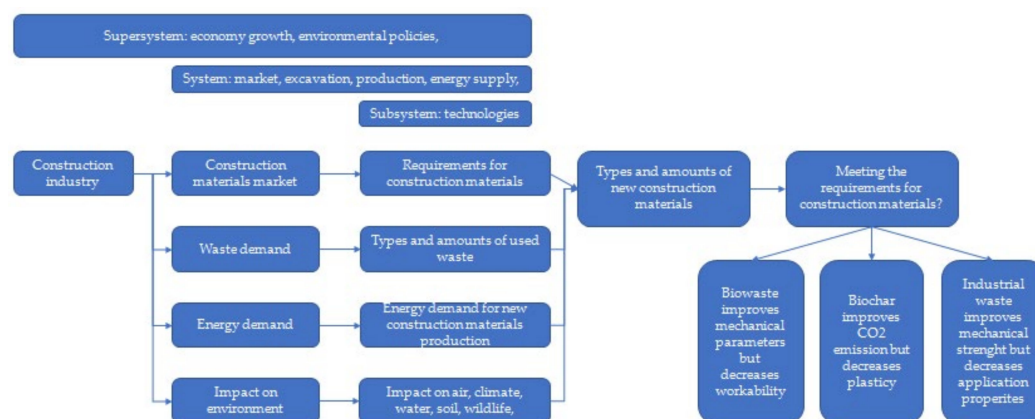 Supersystem: economy growth, environmental policies,
System: market, excavation, production, energy supply,
Subsystem: technologies
Construction
industry
Construction
materials market
Requirements for
construction materials
Types and amounts of
new construction
materials
Meeting the
requirements for
construction materials?
Waste demand
Types and amounts of used
waste
Energy demand
Energy demand for new
construction materials
production
Impact on
environment
Impact on air, climate,
water, soil, wildlife,
Biowaste
improves
mechanical
parameters
but
decreases
workability
Biochar
improves
CO2
emission but
decreases
plasticy
Industrial
waste
improves
mechanical
strenght but
decreases
application
properites